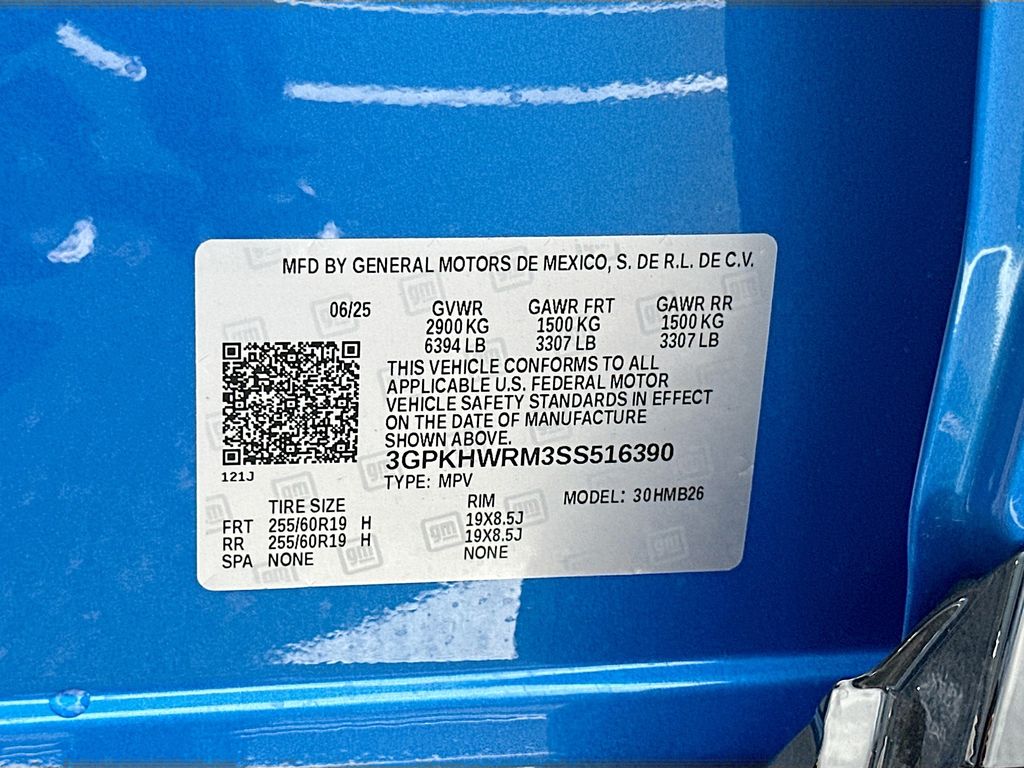 MFD BY GENERAL MOTORS DE MEXICO, S. DE R.L. DE C.V.
06/25 GVWR GAWR FRT GAWR RR
2900 KG 1500 KG 1500 KG
6394 LB 3307 LB 3307 LB
THIS VEHICLE CONFORMS TO ALL
APPLICABLE U.S. FEDERAL MOTOR
VEHICLE SAFETY STANDARDS IN EFFECT
ON THE DATE OF MANUFACTURE
SHOWN ABOVE.
3GPKHWRM3SS516390
121J
TYPE: MPV
TIRE SIZE RIM MODEL: 30HMB26
FRT 255/60R19 H 19X8.5J
RR 255/60R19 H 19X8.5J
SPA NONE NONE
gm